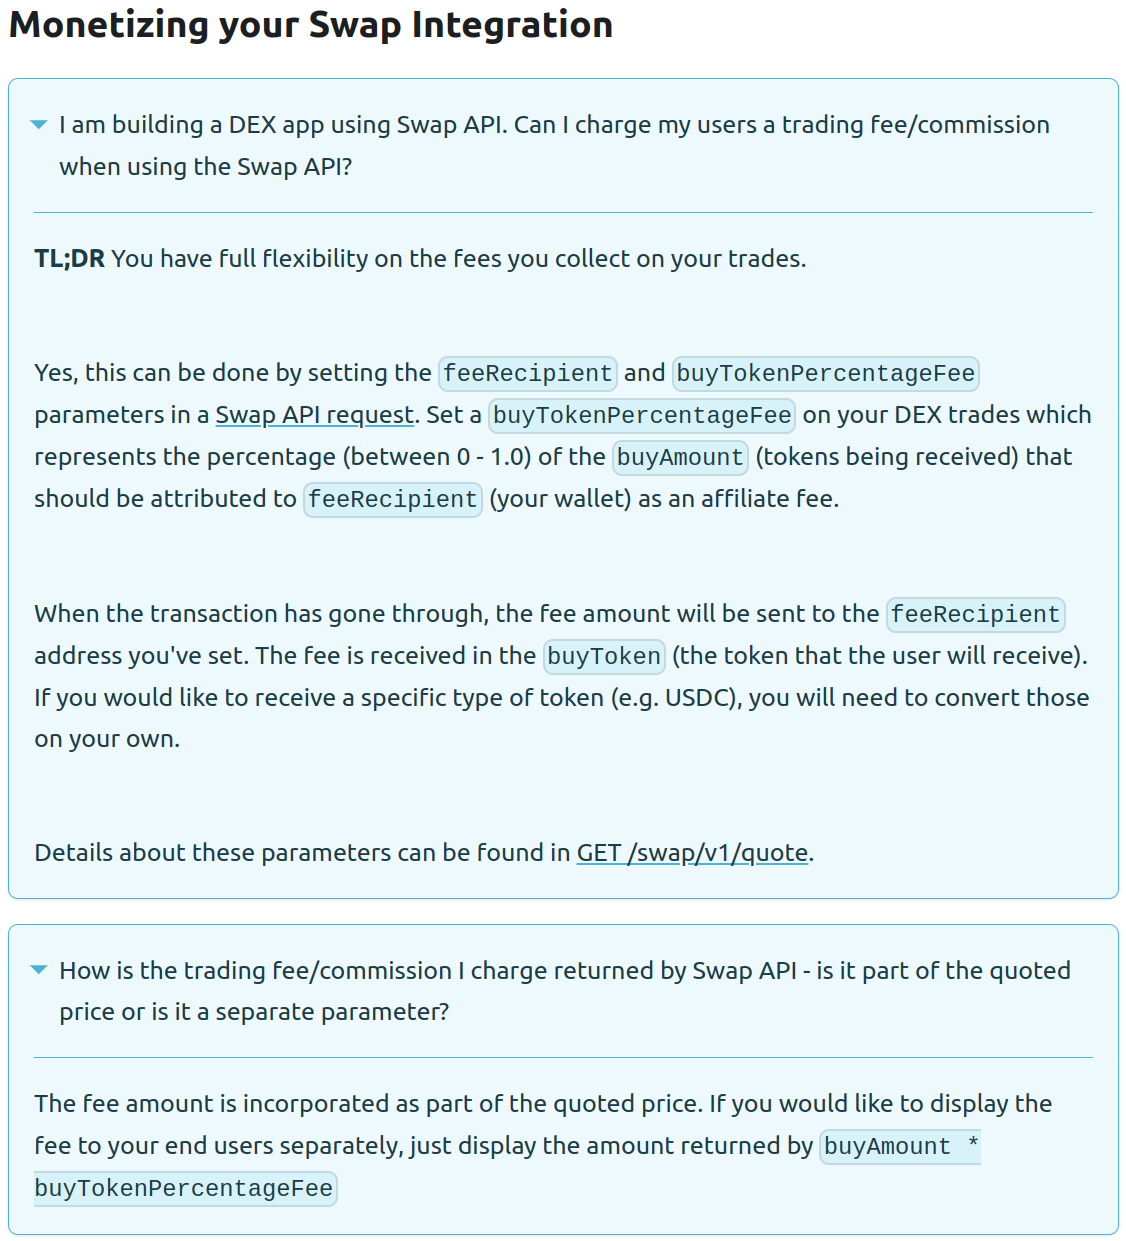 Monetizing your Swap Integration
I am building a DEX app using Swap API. Can I charge my users a trading fee/commission
when using the Swap API?
TL;DR You have full flexibility on the fees you collect on your trades.
Yes, this can be done by setting the feeRecipient and buyTokenPercentageFee
parameters in a Swap API request. Set a buyTokenPercentageFee on your DEX trades which
represents the percentage (between 0 - 1.0) of the buyAmount (tokens being received) that
should be attributed to feeRecipient (your wallet) as an affiliate fee.
When the transaction has gone through, the fee amount will be sent to the feeRecipient
address you've set. The fee is received in the buyToken (the token that the user will receive).
If you would like to receive a specific type of token (e.g. USDC), you will need to convert those
on your own.
Details about these parameters can be found in GET /swap/v1/quote.
How is the trading fee/commission I charge returned by Swap API - is it part of the quoted
price or is it a separate parameter?
The fee amount is incorporated as part of the quoted price. If you would like to display the
fee to your end users separately, just display the amount returned by buyAmount *
buyTokenPercentageFee